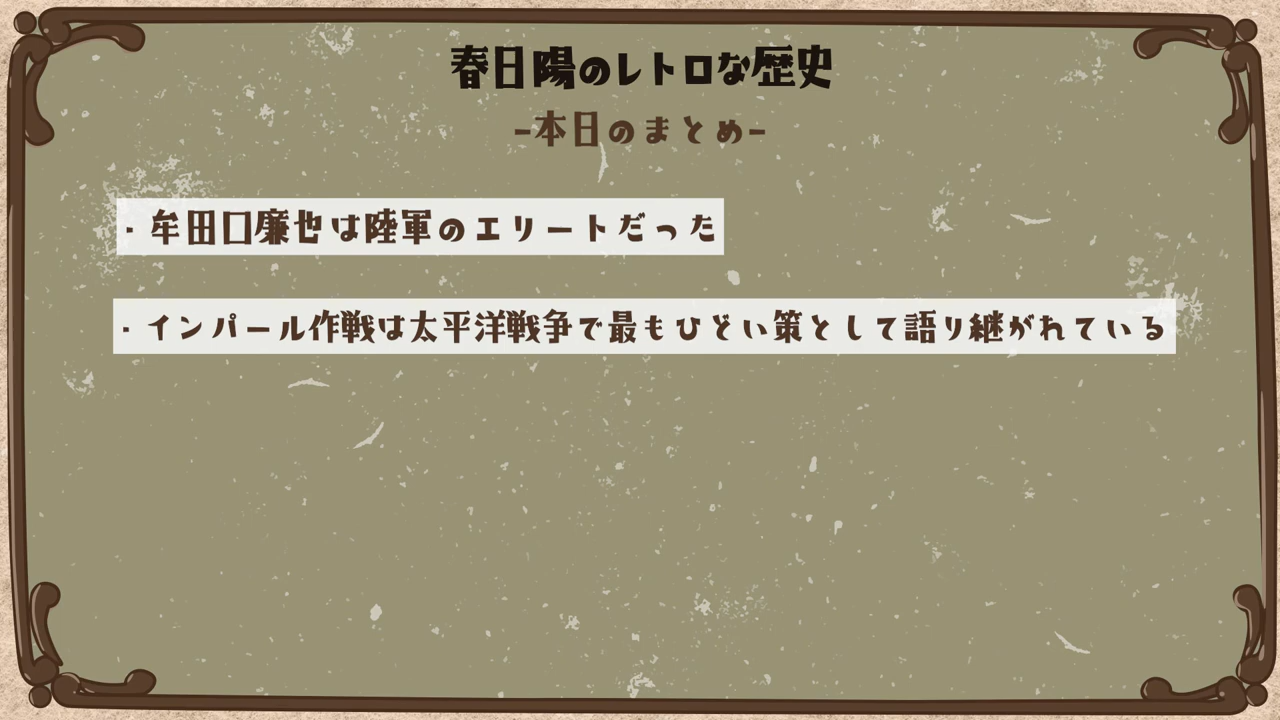 春日陽のレトロな歴史
-本日のまとめ-
・牟田口廉也は陸軍のエリートだった
・インパール作戦は太平洋戦争で最もひどい策として語り継がれている